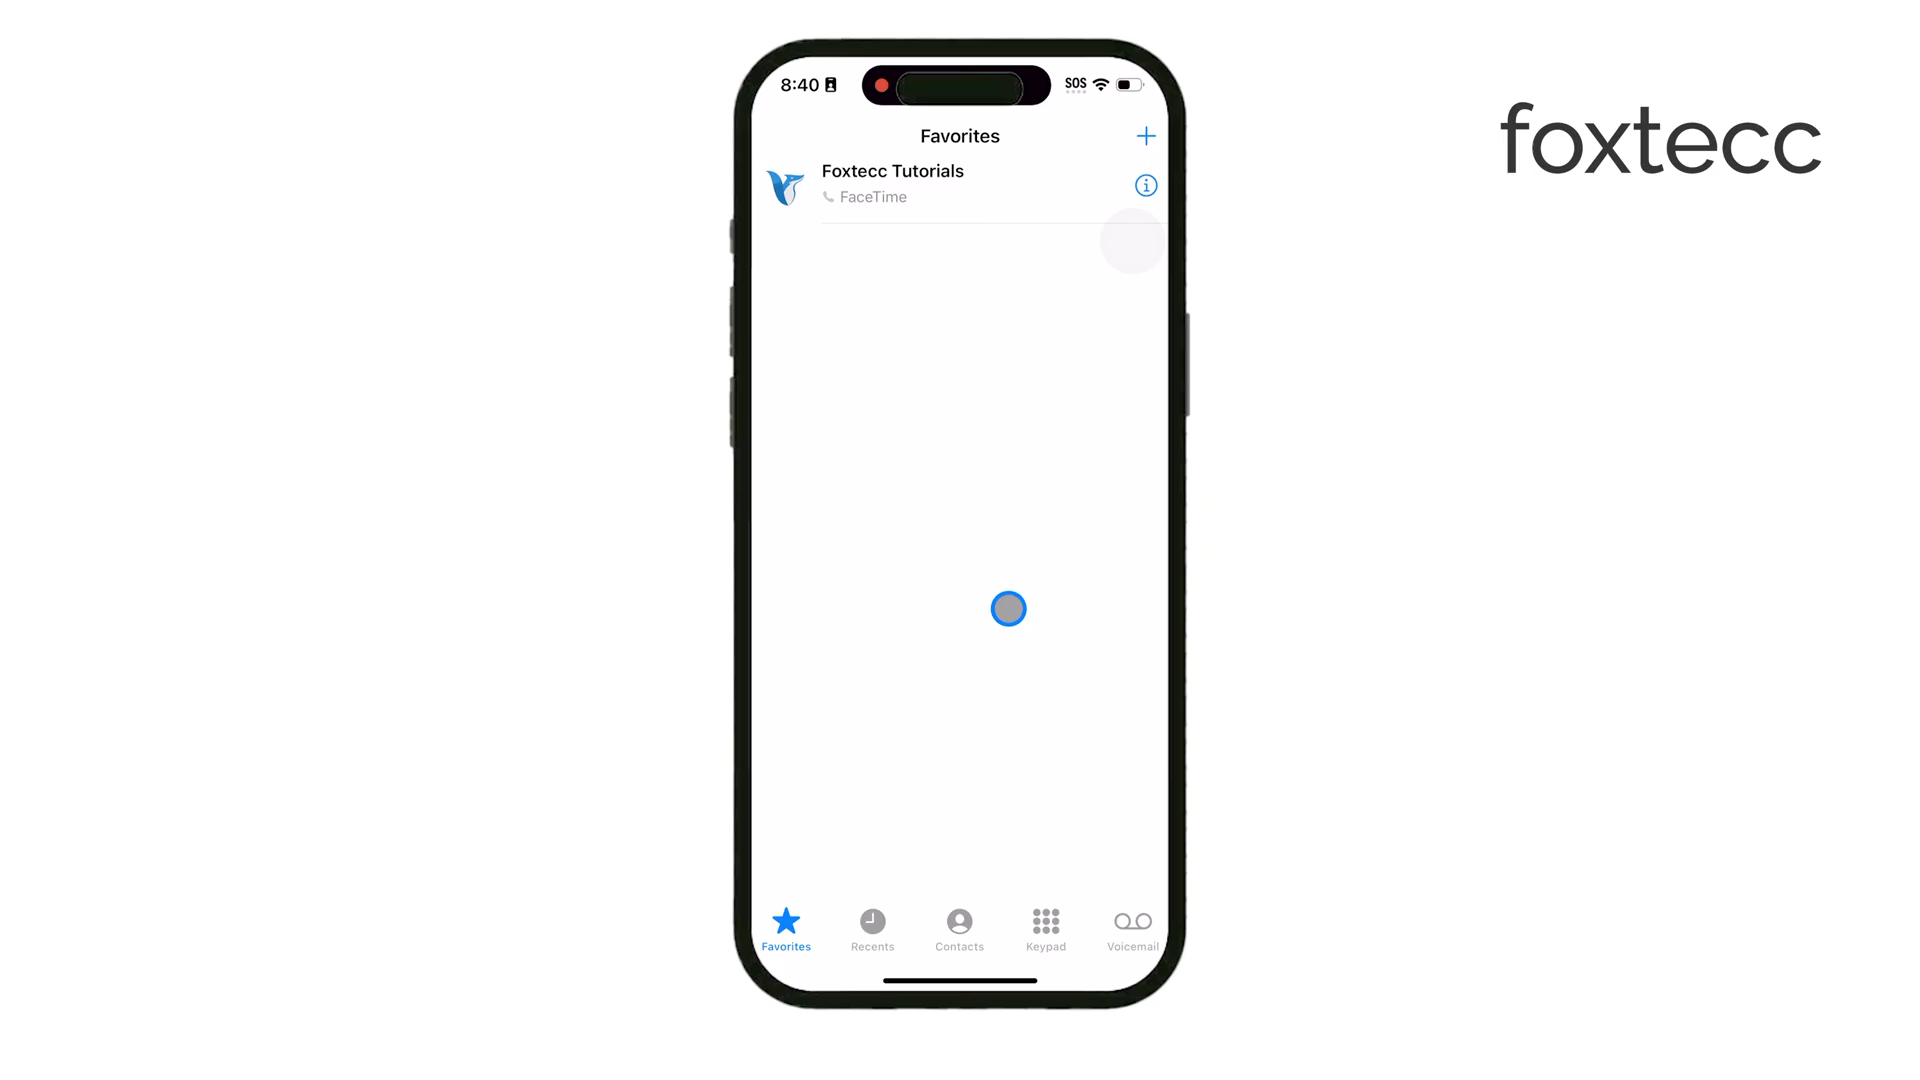 8:40
SOS
foxtecc
Favorites
Foxtecc Tutorials
FaceTime
Favorites
Recents
Contacts
Keypad
Voicemail